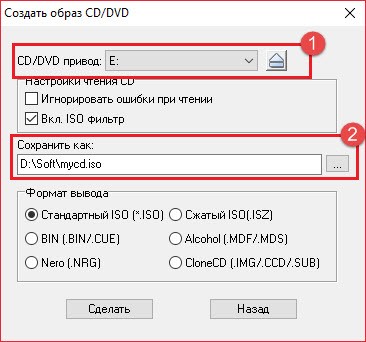 Создать образ CD/DVD
1
CD/DVD привод: E:
Настройки чтения CD
Игнорировать ошибки при чтении
Вкл. ISO фильтр
2
Сохранить как:
D:\Soft\mycd.iso ...
Формат вывода
Стандартный ISO (*.ISO) Сжатый ISO(.ISZ)
BIN (.BIN/.CUE) Alcohol (.MDF/.MDS)
Nero (.NRG) CloneCD (.IMG/.CCD/.SUB)
Сделать Назад